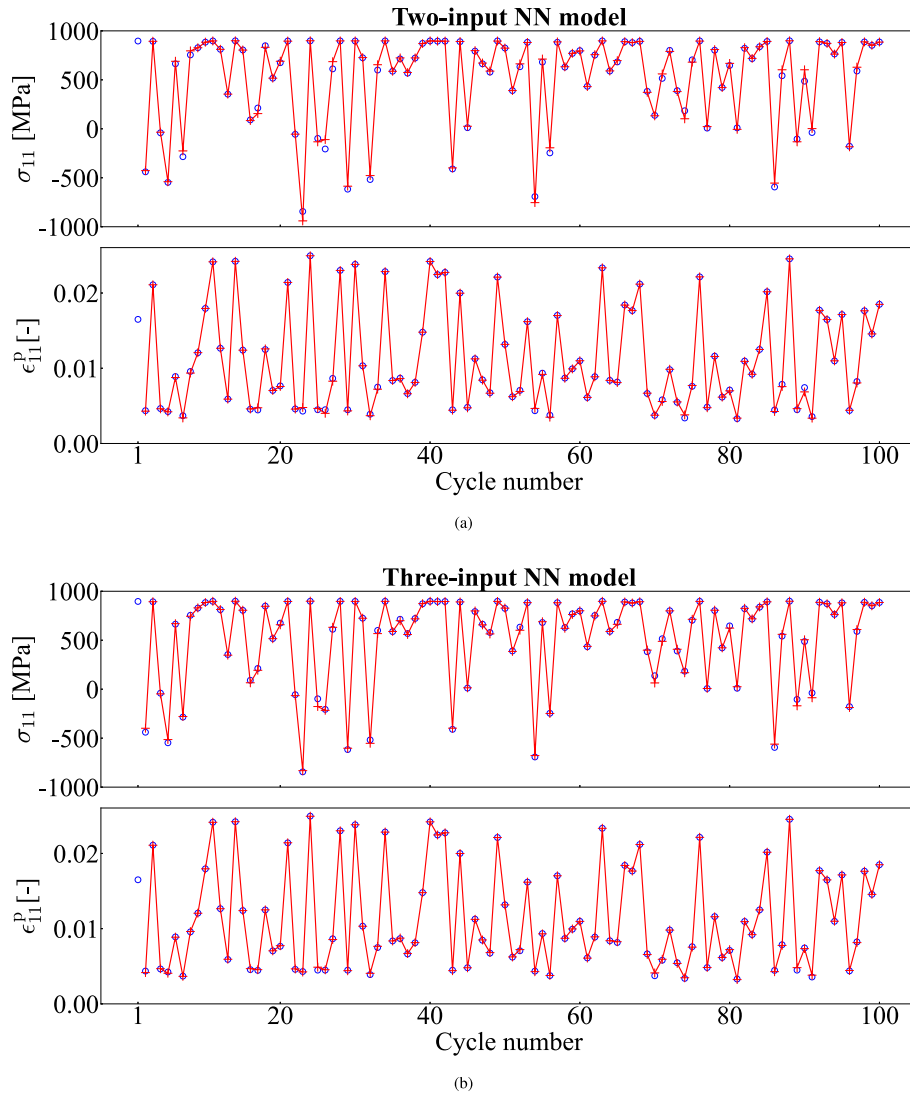 Two-input NN model
1000
500
0
-500
-1000
σ₁₁ [MPa]
0.02
0.01
0.00
ϵᵖ₁₁[-]
1 20 40 60 80 100
Cycle number
(a)
Three-input NN model
1000
500
0
-500
-1000
σ₁₁ [MPa]
0.02
0.01
0.00
ϵᵖ₁₁[-]
1 20 40 60 80 100
Cycle number
(b)